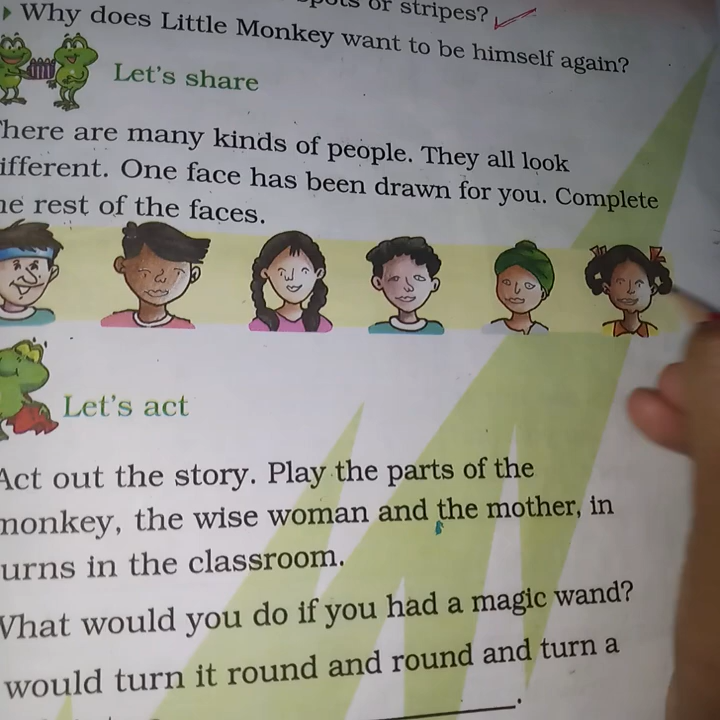 or stripes?
Why does Little Monkey want to be himself again?
Let's share
here are many kinds of people. They all look
ifferent. One face has been drawn for you. Complete
he rest of the faces.
Let's act
Act out the story. Play the parts of the
monkey, the wise woman and the mother, in
urns in the classroom.
What would you do if you had a magic wand?
would turn it round and round and turn a
.